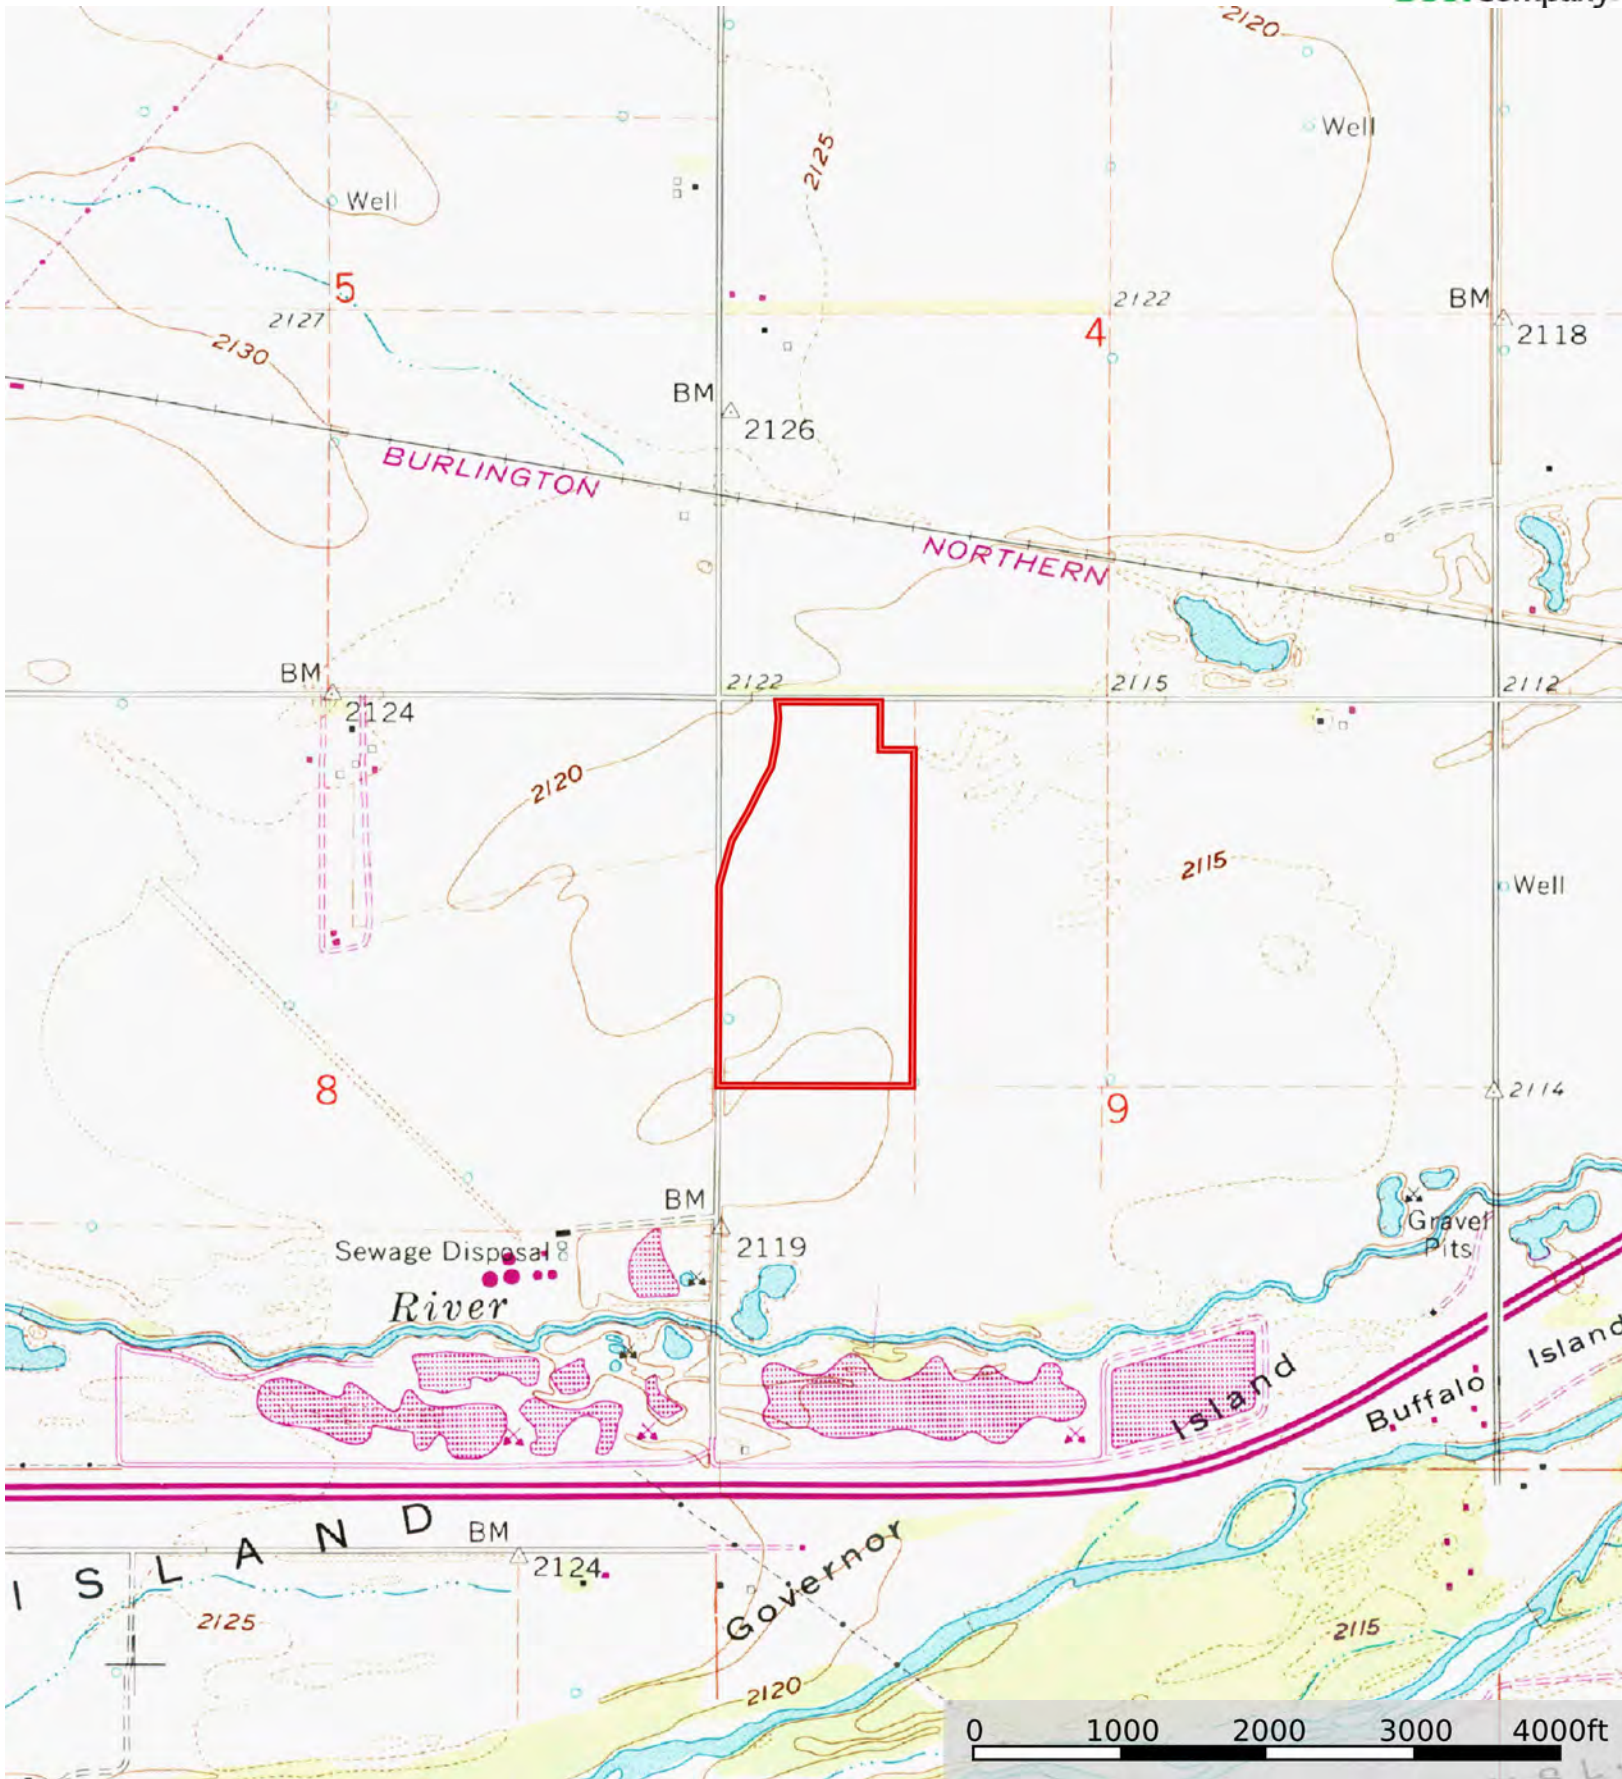 2120
2125
Well
Well
5
2122
BM
2127
4
2118
2130
BM
2126
BURLINGTON
NORTHERN
BM
2122
2115
2112
2124
2120
2115
Well
8
9
2114
BM
Gravel
Pits
Sewage Disposal
2119
River
Island
Island
Buffalo
ISLAND
BM
2124
Governor
2125
2115
2120
0 1000 2000 3000 4000ft